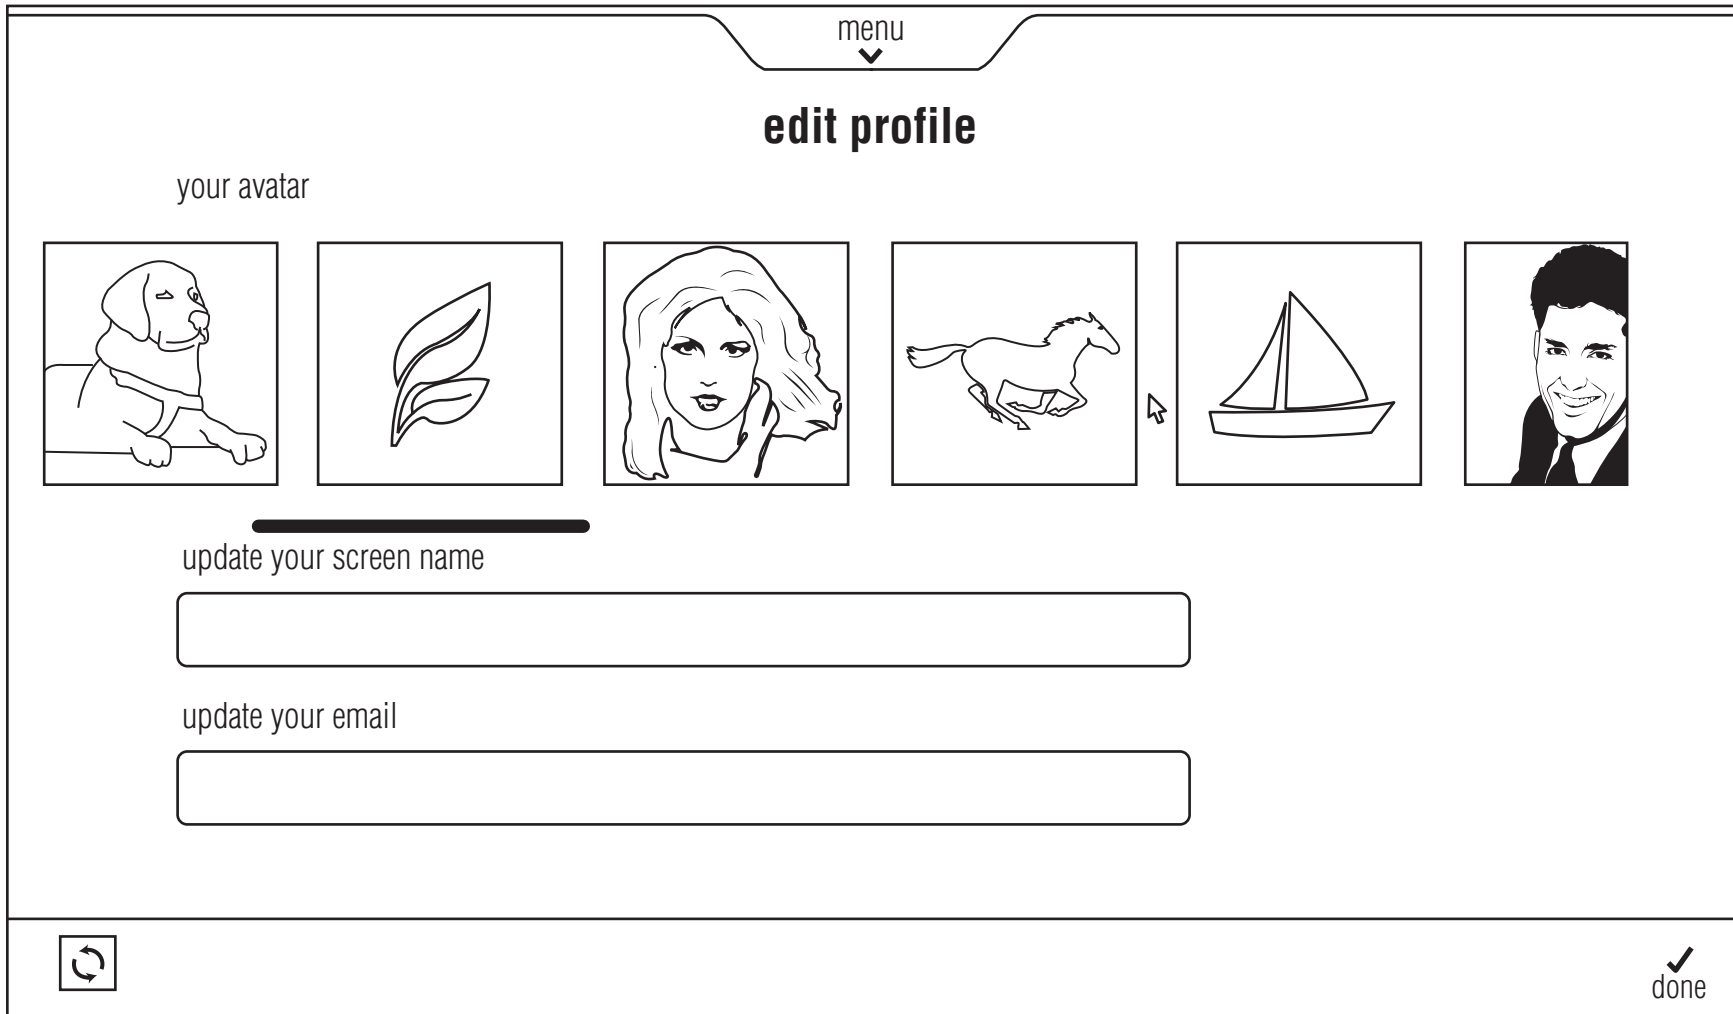 menu
edit profile
your avatar
update your screen name
update your email
done